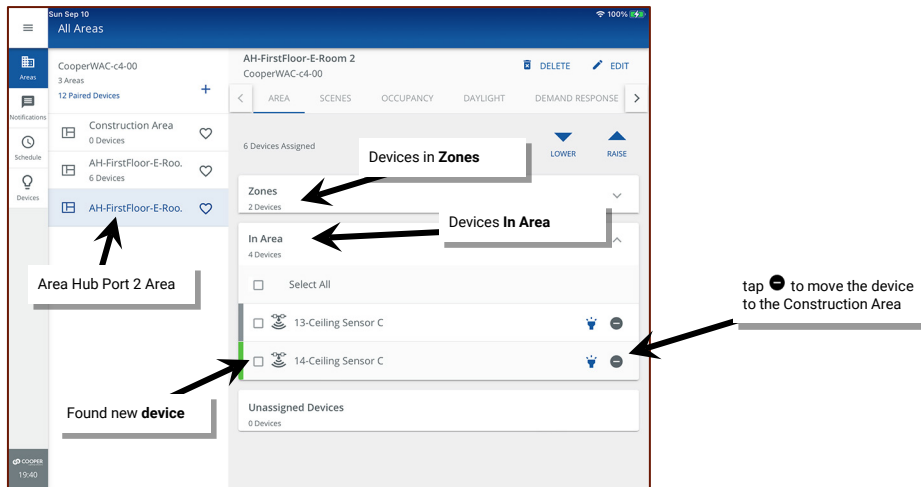 Sun Sep 10
100%
All Areas
Areas
Notifications
Schedule
Devices
COOPER
19:40
CooperWAC-c4-00
3 Areas
12 Paired Devices
+
Construction Area
0 Devices
AH-FirstFloor-E-Roo.
6 Devices
AH-FirstFloor-E-Roo.
Area Hub Port 2 Area
AH-FirstFloor-E-Room 2
CooperWAC-c4-00
DELETE
EDIT
AREA SCENES OCCUPANCY DAYLIGHT DEMAND RESPONSE
6 Devices Assigned
LOWER
RAISE
Devices in Zones
Zones
2 Devices
Devices In Area
In Area
4 Devices
Select All
13-Ceiling Sensor C
14-Ceiling Sensor C
tap to move the device
to the Construction Area
Found new device
Unassigned Devices
0 Devices